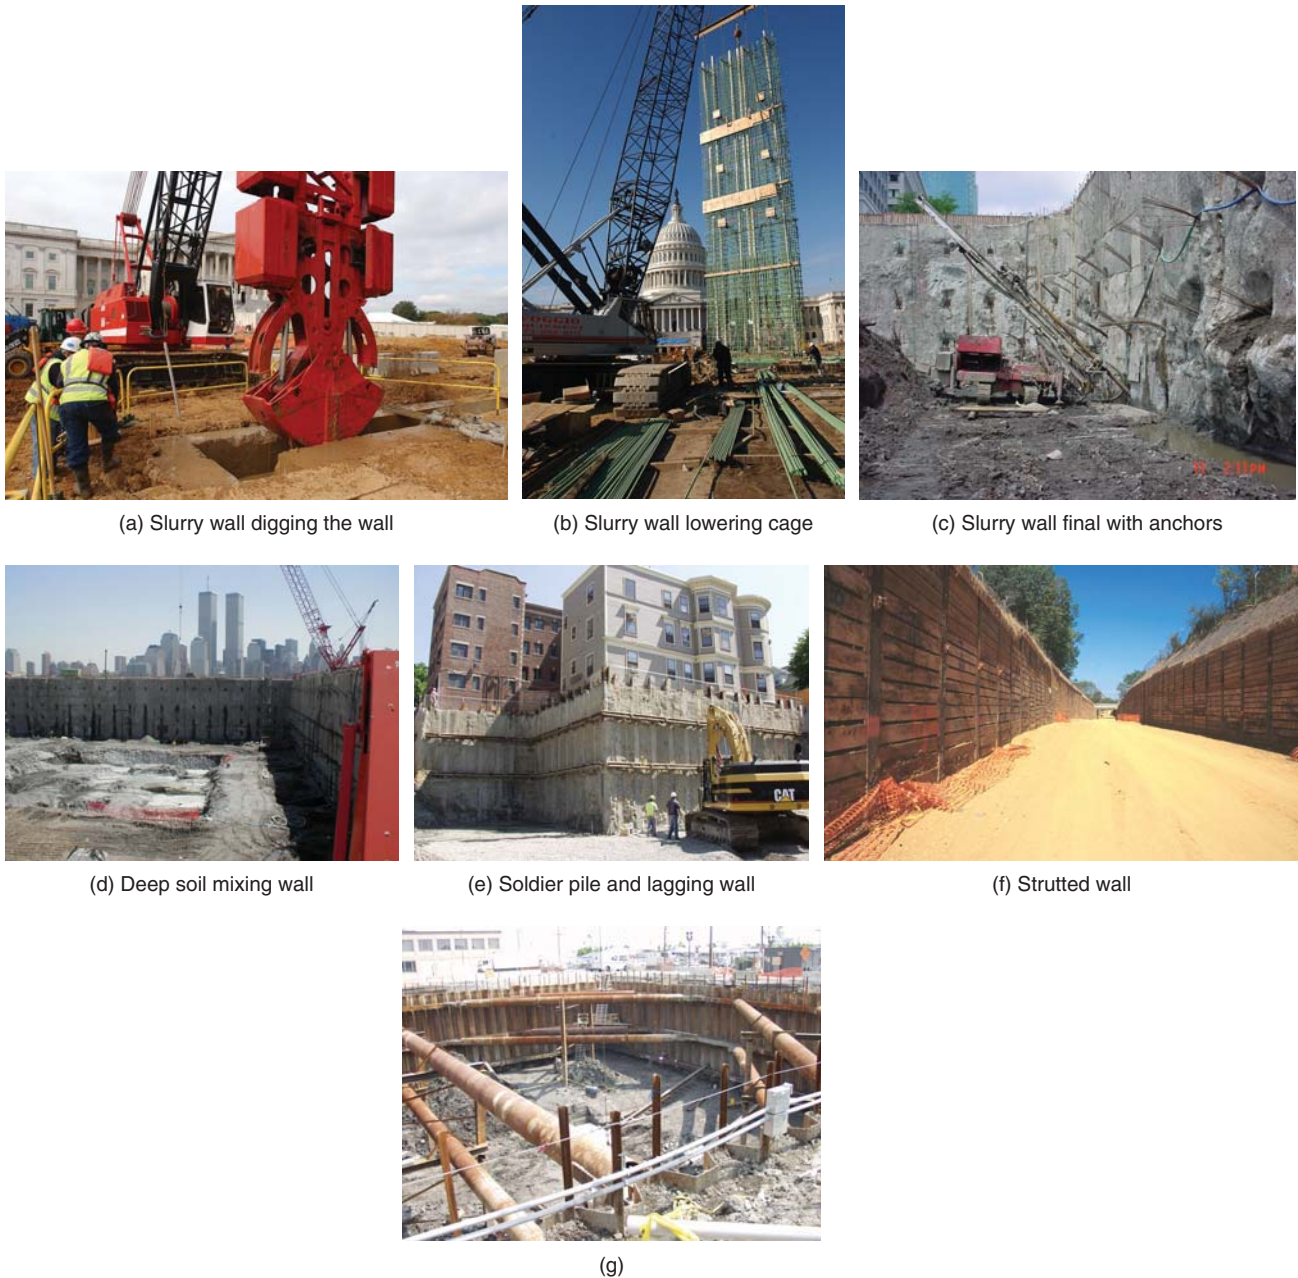 (a) Slurry wall digging the wall
(b) Slurry wall lowering cage
(c) Slurry wall final with anchors
(d) Deep soil mixing wall
CAT
(e) Soldier pile and lagging wall
(f) Strutted wall
(g)